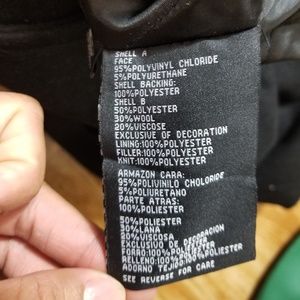 SHELL A
FACE
95%POLYVINYL CHLORIDE
5%POLYURETHANE
SHELL BACKING:
100%POLYESTER
SHELL B
50%POLYESTER
30%WOOL
20%VISCOSE
EXCLUSIVE OF DECORATION
LINING:100%POLYESTER
FILLER:100%POLYESTER
KNIT:100%POLYESTER
ARMAZON CARA:
95%POLIVINILO CHOLORIDE
5%POLIURETANO
PARTE ATRAS:
100%POLIESTER
50%POLIESTER
30%LANA
20%VISCOSA
EXCLUSIVO DE DECORACION
FORRO:100%POLIESTER
RELLENO:100%POLIESTER
ADORNO TEJIDO:100%POLIESTER
SEE REVERSE FOR CARE